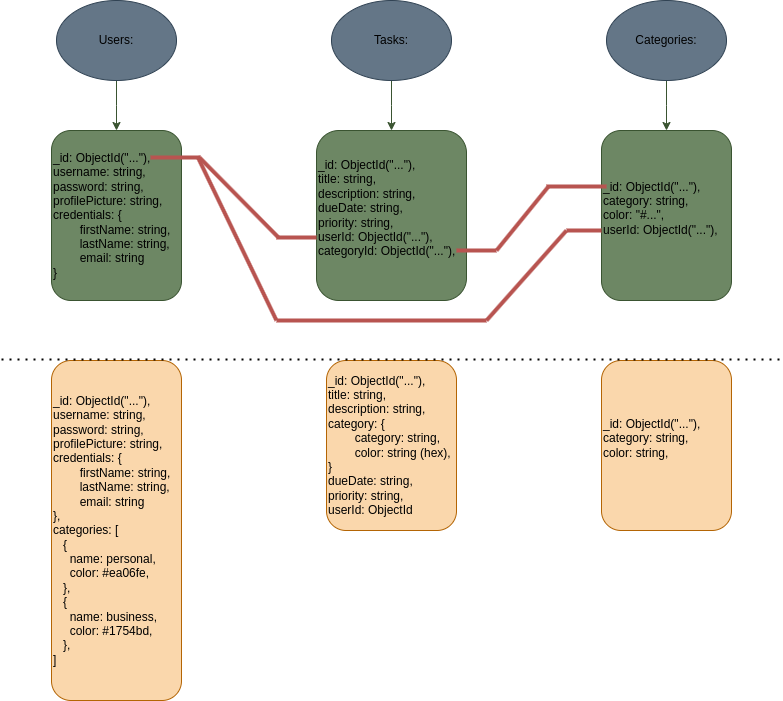 Users:
Tasks:
Categories:
_id: ObjectId("..."),
username: string,
password: string,
profilePicture: string,
credentials: {
firstName: string,
lastName: string,
email: string
}
_id: ObjectId("..."),
title: string,
description: string,
dueDate: string,
priority: string,
userId: ObjectId("..."),
categoryId: ObjectId("..."),
_id: ObjectId("..."),
category: string,
color: "#...",
userId: ObjectId("..."),
_id: ObjectId("..."),
username: string,
password: string,
profilePicture: string,
credentials: {
firstName: string,
lastName: string,
email: string
},
categories: [
{
name: personal,
color: #ea06fe,
},
{
name: business,
color: #1754bd,
},
]
_id: ObjectId("..."),
title: string,
description: string,
category: {
category: string,
color: string (hex),
}
dueDate: string,
priority: string,
userId: ObjectId
_id: ObjectId("..."),
category: string,
color: string,